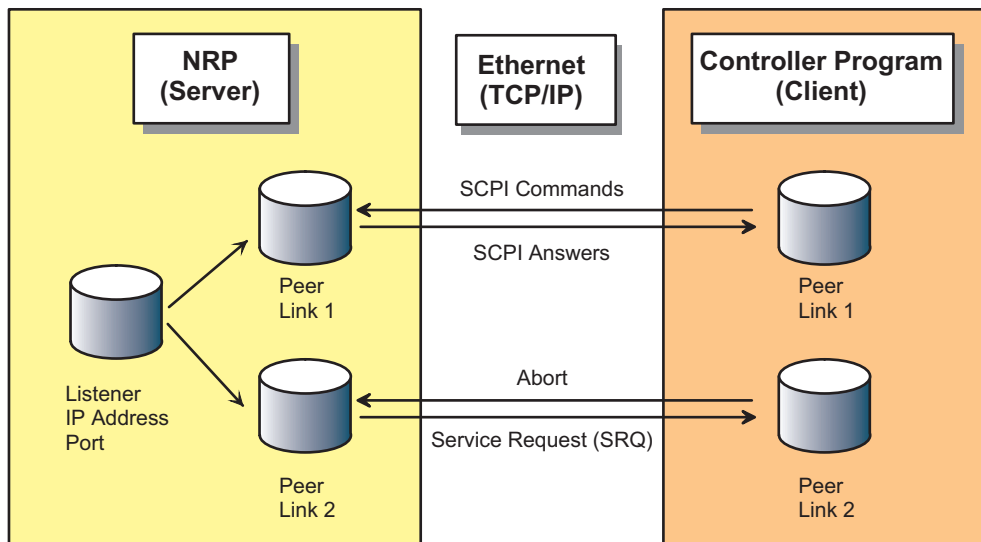 NRP
(Server)
Ethernet
(TCP/IP)
Controller Program
(Client)
SCPI Commands
SCPI Answers
Peer
Link 1
Peer
Link 1
Listener
IP Address
Port
Abort
Service Request (SRQ)
Peer
Link 2
Peer
Link 2